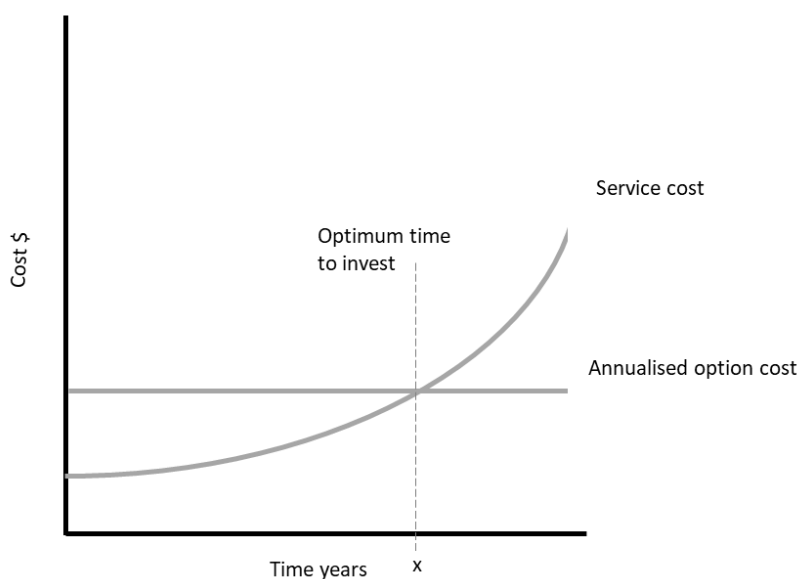 Service cost
Optimum time
to invest
Cost $
Annualised option cost
Time years
x